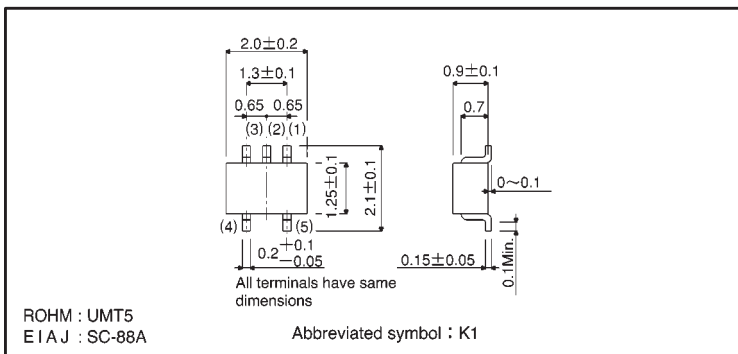 2.0±0.2
1.3±0.1
0.65 0.65
(3) (2) (1)
1.25±0.1
2.1±0.1
(4) (5)
0.2 +0.1 −0.05
All terminals have same
dimensions
0.9±0.1
0.7
0~0.1
0.15±0.05
0.1Min.
ROHM : UMT5
EIAJ : SC-88A
Abbreviated symbol : K1